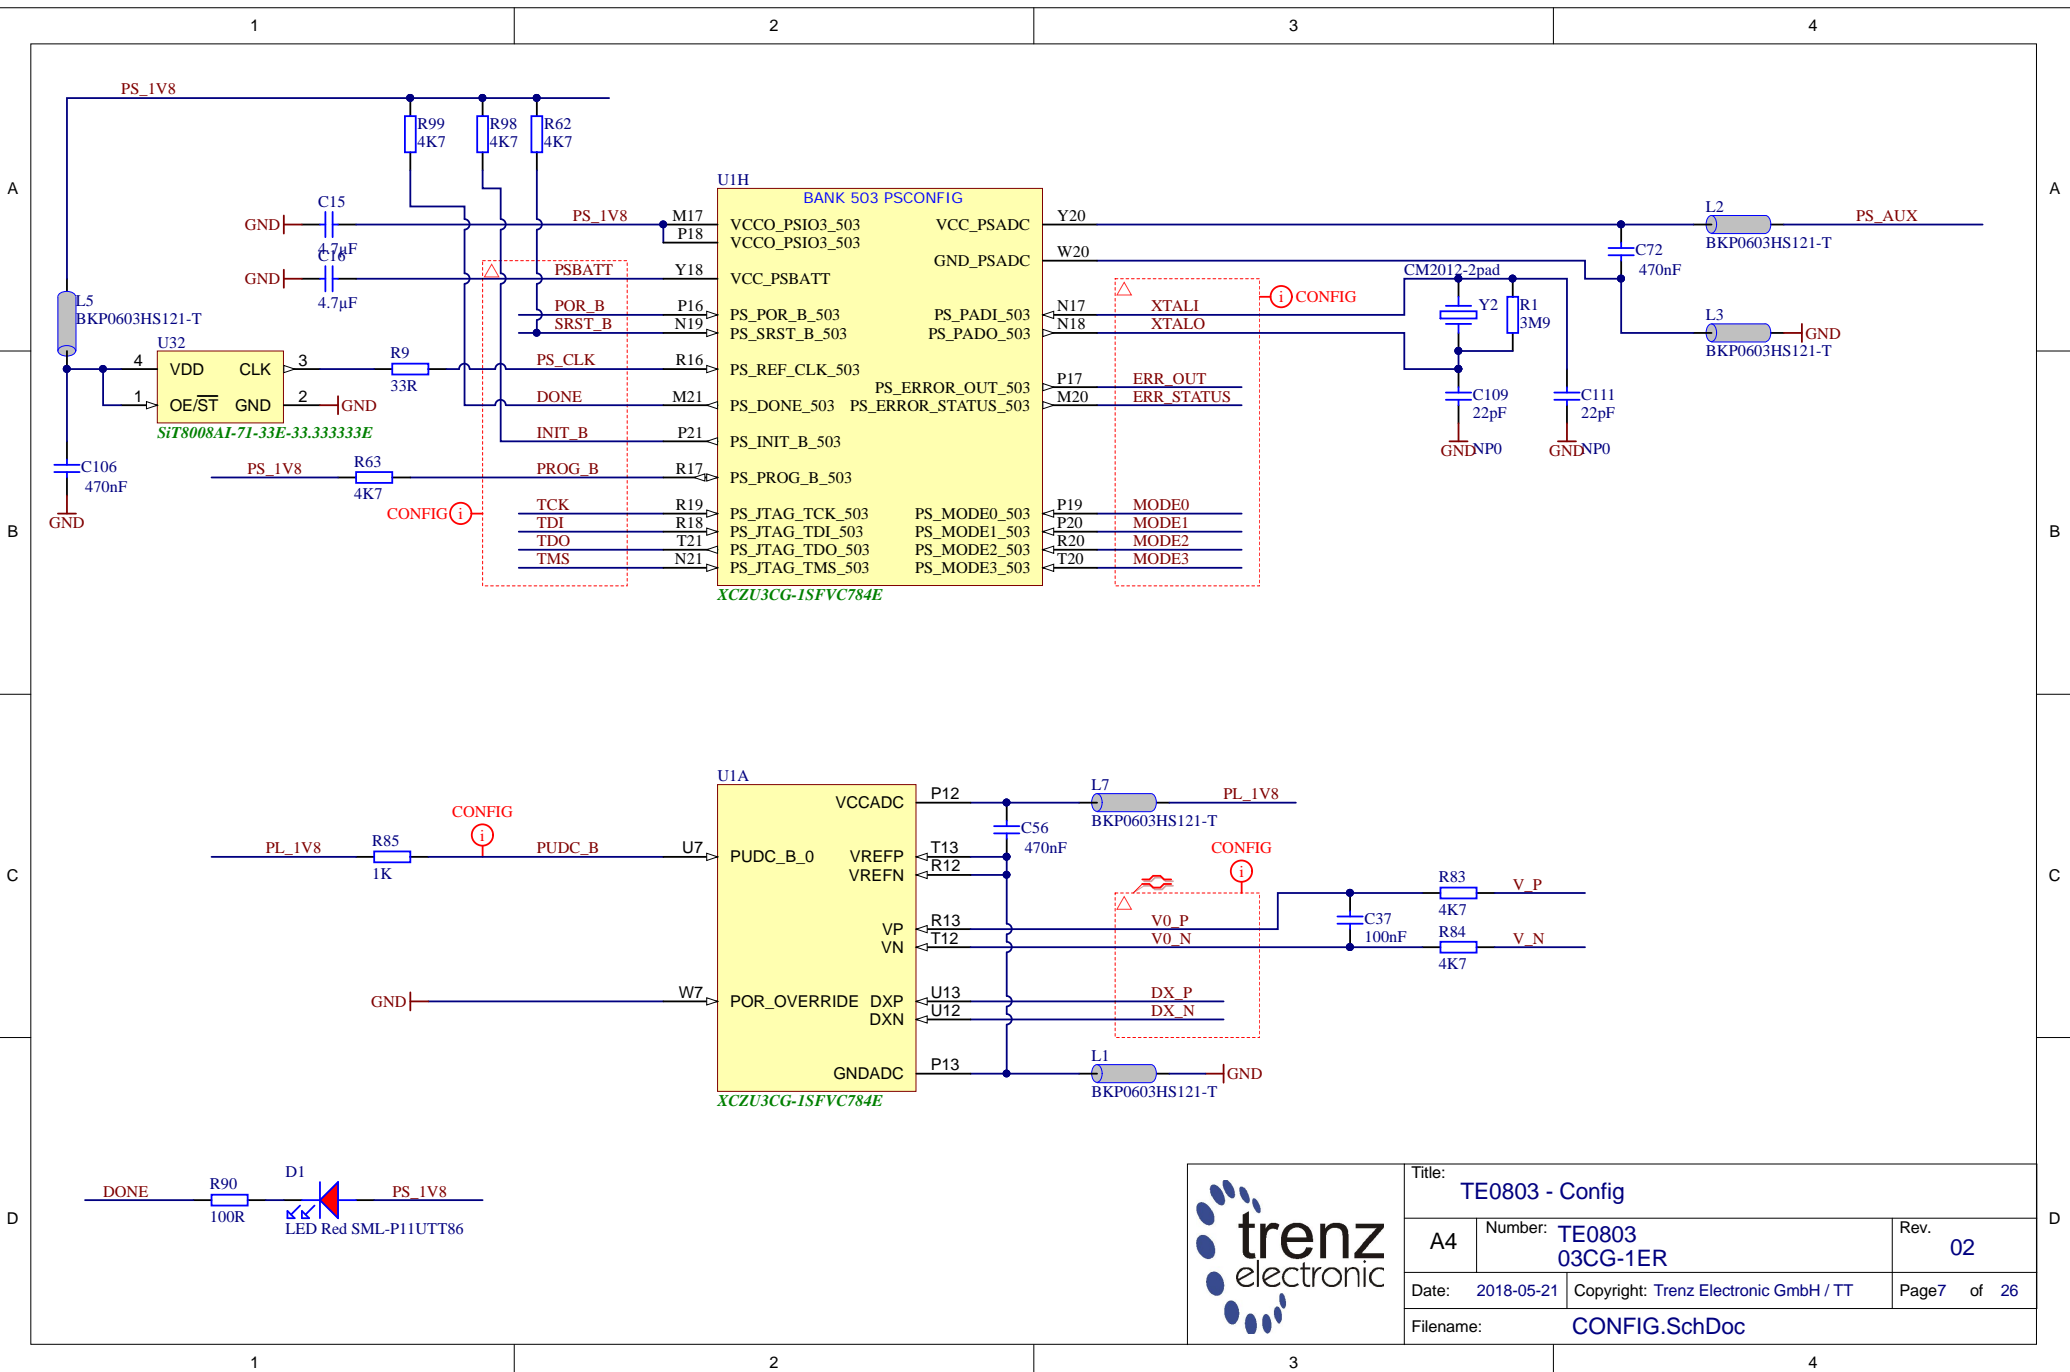 1 2 3 4
PS_1V8
R99 R98 R62
4K7 4K7 4K7
A A
U1H
BANK 503 PSCONFIG
C15
GND
4.7µF
PS_1V8
C16
GND
4.7µF
PSBATT
POR_B
SRST_B
PS_CLK
DONE
INIT_B
PROG_B
TCK
TDI
TDO
TMS
M17 VCCO_PSIO3_503
P18 VCCO_PSIO3_503
Y18 VCC_PSBATT
P16 PS_POR_B_503
N19 PS_SRST_B_503
R16 PS_REF_CLK_503
M21 PS_DONE_503
P21 PS_INIT_B_503
R17 PS_PROG_B_503
R19 PS_JTAG_TCK_503
R18 PS_JTAG_TDI_503
T21 PS_JTAG_TDO_503
N21 PS_JTAG_TMS_503
VCC_PSADC Y20
GND_PSADC W20
PS_PADI_503 N17 XTALI
PS_PADO_503 N18 XTALO
PS_ERROR_OUT_503 P17 ERR_OUT
PS_ERROR_STATUS_503 M20 ERR_STATUS
PS_MODE0_503 P19 MODE0
PS_MODE1_503 P20 MODE1
PS_MODE2_503 R20 MODE2
PS_MODE3_503 T20 MODE3
XCZU3CG-1SFVC784E
i CONFIG
CM2012-2pad
Y2
R1
3M9
C109
22pF
GND NP0
C111
22pF
GND NP0
L2
BKP0603HS121-T
PS_AUX
C72
470nF
L3
BKP0603HS121-T
GND
L5
BKP0603HS121-T
U32
4 VDD CLK 3
1 OE/ST GND 2
GND
SiT8008AI-71-33E-33.333333E
R9
33R
C106
470nF
GND
PS_1V8
R63
4K7
CONFIG i
B B
U1A
PL_1V8
R85
1K
CONFIG
i
PUDC_B
U7 PUDC_B_0
GND
W7 POR_OVERRIDE
VCCADC P12
VREFP T13
VREFN R12
VP R13 V0_P
VN T12 V0_N
DXP U13 DX_P
DXN U12 DX_N
GNDADC P13
XCZU3CG-1SFVC784E
L7
BKP0603HS121-T
PL_1V8
C56
470nF
CONFIG
i
C37
100nF
R83
4K7
V_P
R84
4K7
V_N
L1
BKP0603HS121-T
GND
C C
DONE
R90
100R
D1
PS_1V8
LED Red SML-P11UTT86
D D
trenz
electronic
Title:
TE0803 - Config
A4
Number: TE0803
03CG-1ER
Rev.
02
Date: 2018-05-21
Copyright: Trenz Electronic GmbH / TT
Page7 of 26
Filename: CONFIG.SchDoc
1 2 3 4